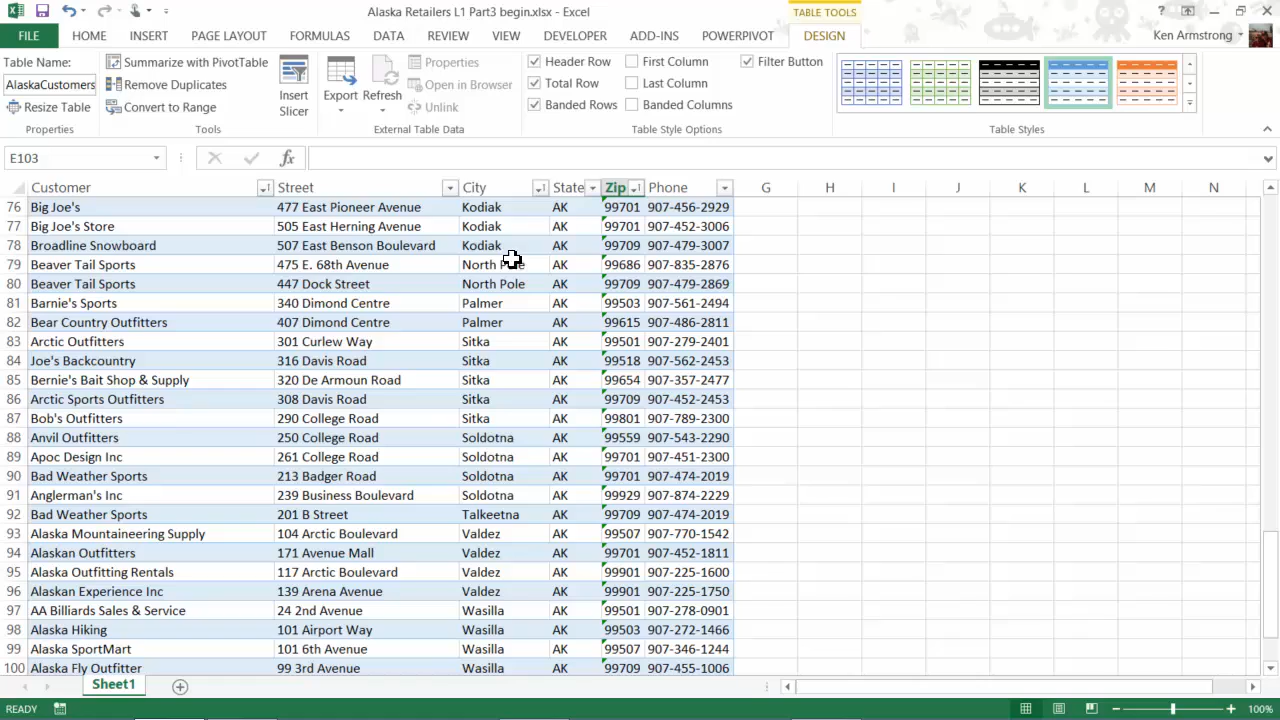 Alaska Retailers L1 Part3 begin.xlsx - Excel
TABLE TOOLS
?
FILE HOME INSERT PAGE LAYOUT FORMULAS DATA REVIEW VIEW DEVELOPER ADD-INS POWERPIVOT DESIGN Ken Armstrong
Table Name: Summarize with PivotTable Properties Header Row First Column Filter Button
AlaskaCustomers Remove Duplicates Insert Slicer Export Refresh Open in Browser Total Row Last Column
Resize Table Convert to Range Unlink Banded Rows Banded Columns
Properties Tools External Table Data Table Style Options Table Styles
E103 fx
Customer Street City State Zip Phone G H I J K L M N
76 Big Joe's 477 East Pioneer Avenue Kodiak AK 99701 907-456-2929
77 Big Joe's Store 505 East Herning Avenue Kodiak AK 99701 907-452-3006
78 Broadline Snowboard 507 East Benson Boulevard Kodiak AK 99709 907-479-3007
79 Beaver Tail Sports 475 E. 68th Avenue North AK 99686 907-835-2876
80 Beaver Tail Sports 447 Dock Street North Pole AK 99709 907-479-2869
81 Barnie's Sports 340 Dimond Centre Palmer AK 99503 907-561-2494
82 Bear Country Outfitters 407 Dimond Centre Palmer AK 99615 907-486-2811
83 Arctic Outfitters 301 Curlew Way Sitka AK 99501 907-279-2401
84 Joe's Backcountry 316 Davis Road Sitka AK 99518 907-562-2453
85 Bernie's Bait Shop & Supply 320 De Armoun Road Sitka AK 99654 907-357-2477
86 Arctic Sports Outfitters 308 Davis Road Sitka AK 99709 907-452-2453
87 Bob's Outfitters 290 College Road Sitka AK 99801 907-789-2300
88 Anvil Outfitters 250 College Road Soldotna AK 99559 907-543-2290
89 Apoc Design Inc 261 College Road Soldotna AK 99701 907-451-2300
90 Bad Weather Sports 213 Badger Road Soldotna AK 99701 907-474-2019
91 Anglerman's Inc 239 Business Boulevard Soldotna AK 99929 907-874-2229
92 Bad Weather Sports 201 B Street Talkeetna AK 99709 907-474-2019
93 Alaska Mountaineering Supply 104 Arctic Boulevard Valdez AK 99507 907-770-1542
94 Alaskan Outfitters 171 Avenue Mall Valdez AK 99701 907-452-1811
95 Alaska Outfitting Rentals 117 Arctic Boulevard Valdez AK 99901 907-225-1600
96 Alaskan Experience Inc 139 Arena Avenue Valdez AK 99901 907-225-1750
97 AA Billiards Sales & Service 24 2nd Avenue Wasilla AK 99501 907-278-0901
98 Alaska Hiking 101 Airport Way Wasilla AK 99503 907-272-1466
99 Alaska SportMart 101 6th Avenue Wasilla AK 99507 907-346-1244
100 Alaska Fly Outfitter 99 3rd Avenue Wasilla AK 99709 907-455-1006
Sheet1
READY 100%